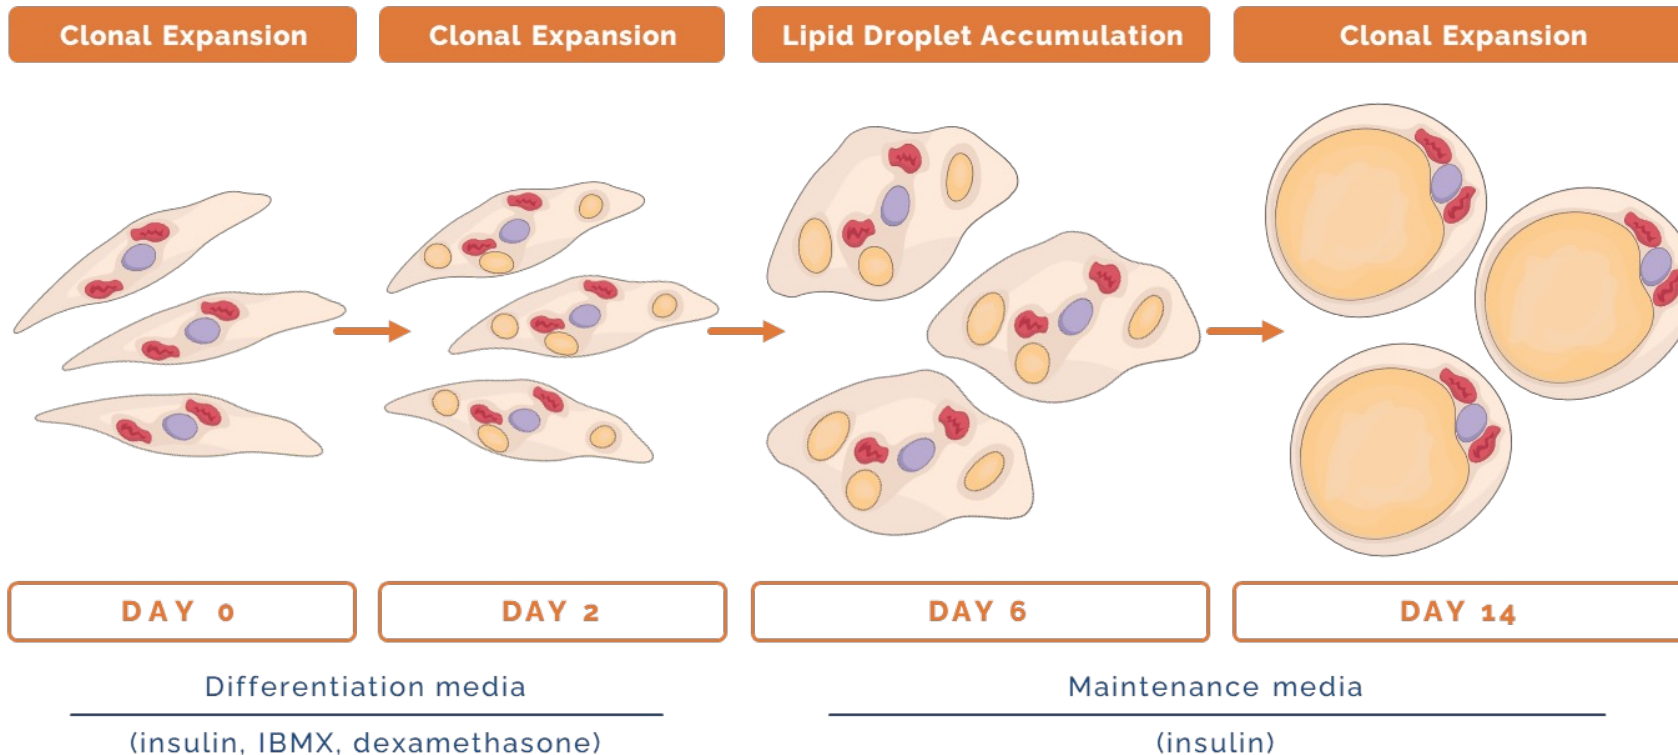 Clonal Expansion
Clonal Expansion
Lipid Droplet Accumulation
Clonal Expansion
DAY 0
DAY 2
DAY 6
DAY 14
Differentiation media
(insulin, IBMX, dexamethasone)
Maintenance media
(insulin)